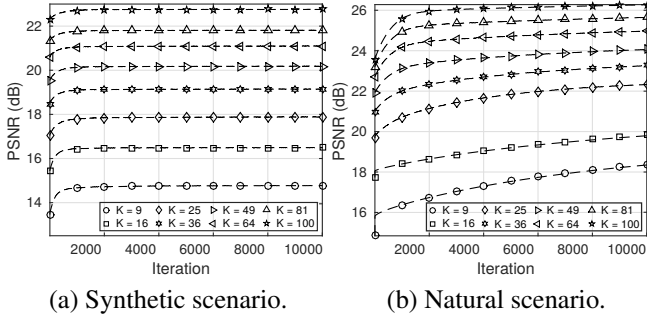 PSNR (dB)
22
20
18
16
14
K = 9 K = 25 K = 49 K = 81
K = 16 K = 36 K = 64 K = 100
2000 4000 6000 8000 10000
Iteration
(a) Synthetic scenario.
PSNR (dB)
26
24
22
20
18
16
K = 9 K = 25 K = 49 K = 81
K = 16 K = 36 K = 64 K = 100
2000 4000 6000 8000 10000
Iteration
(b) Natural scenario.